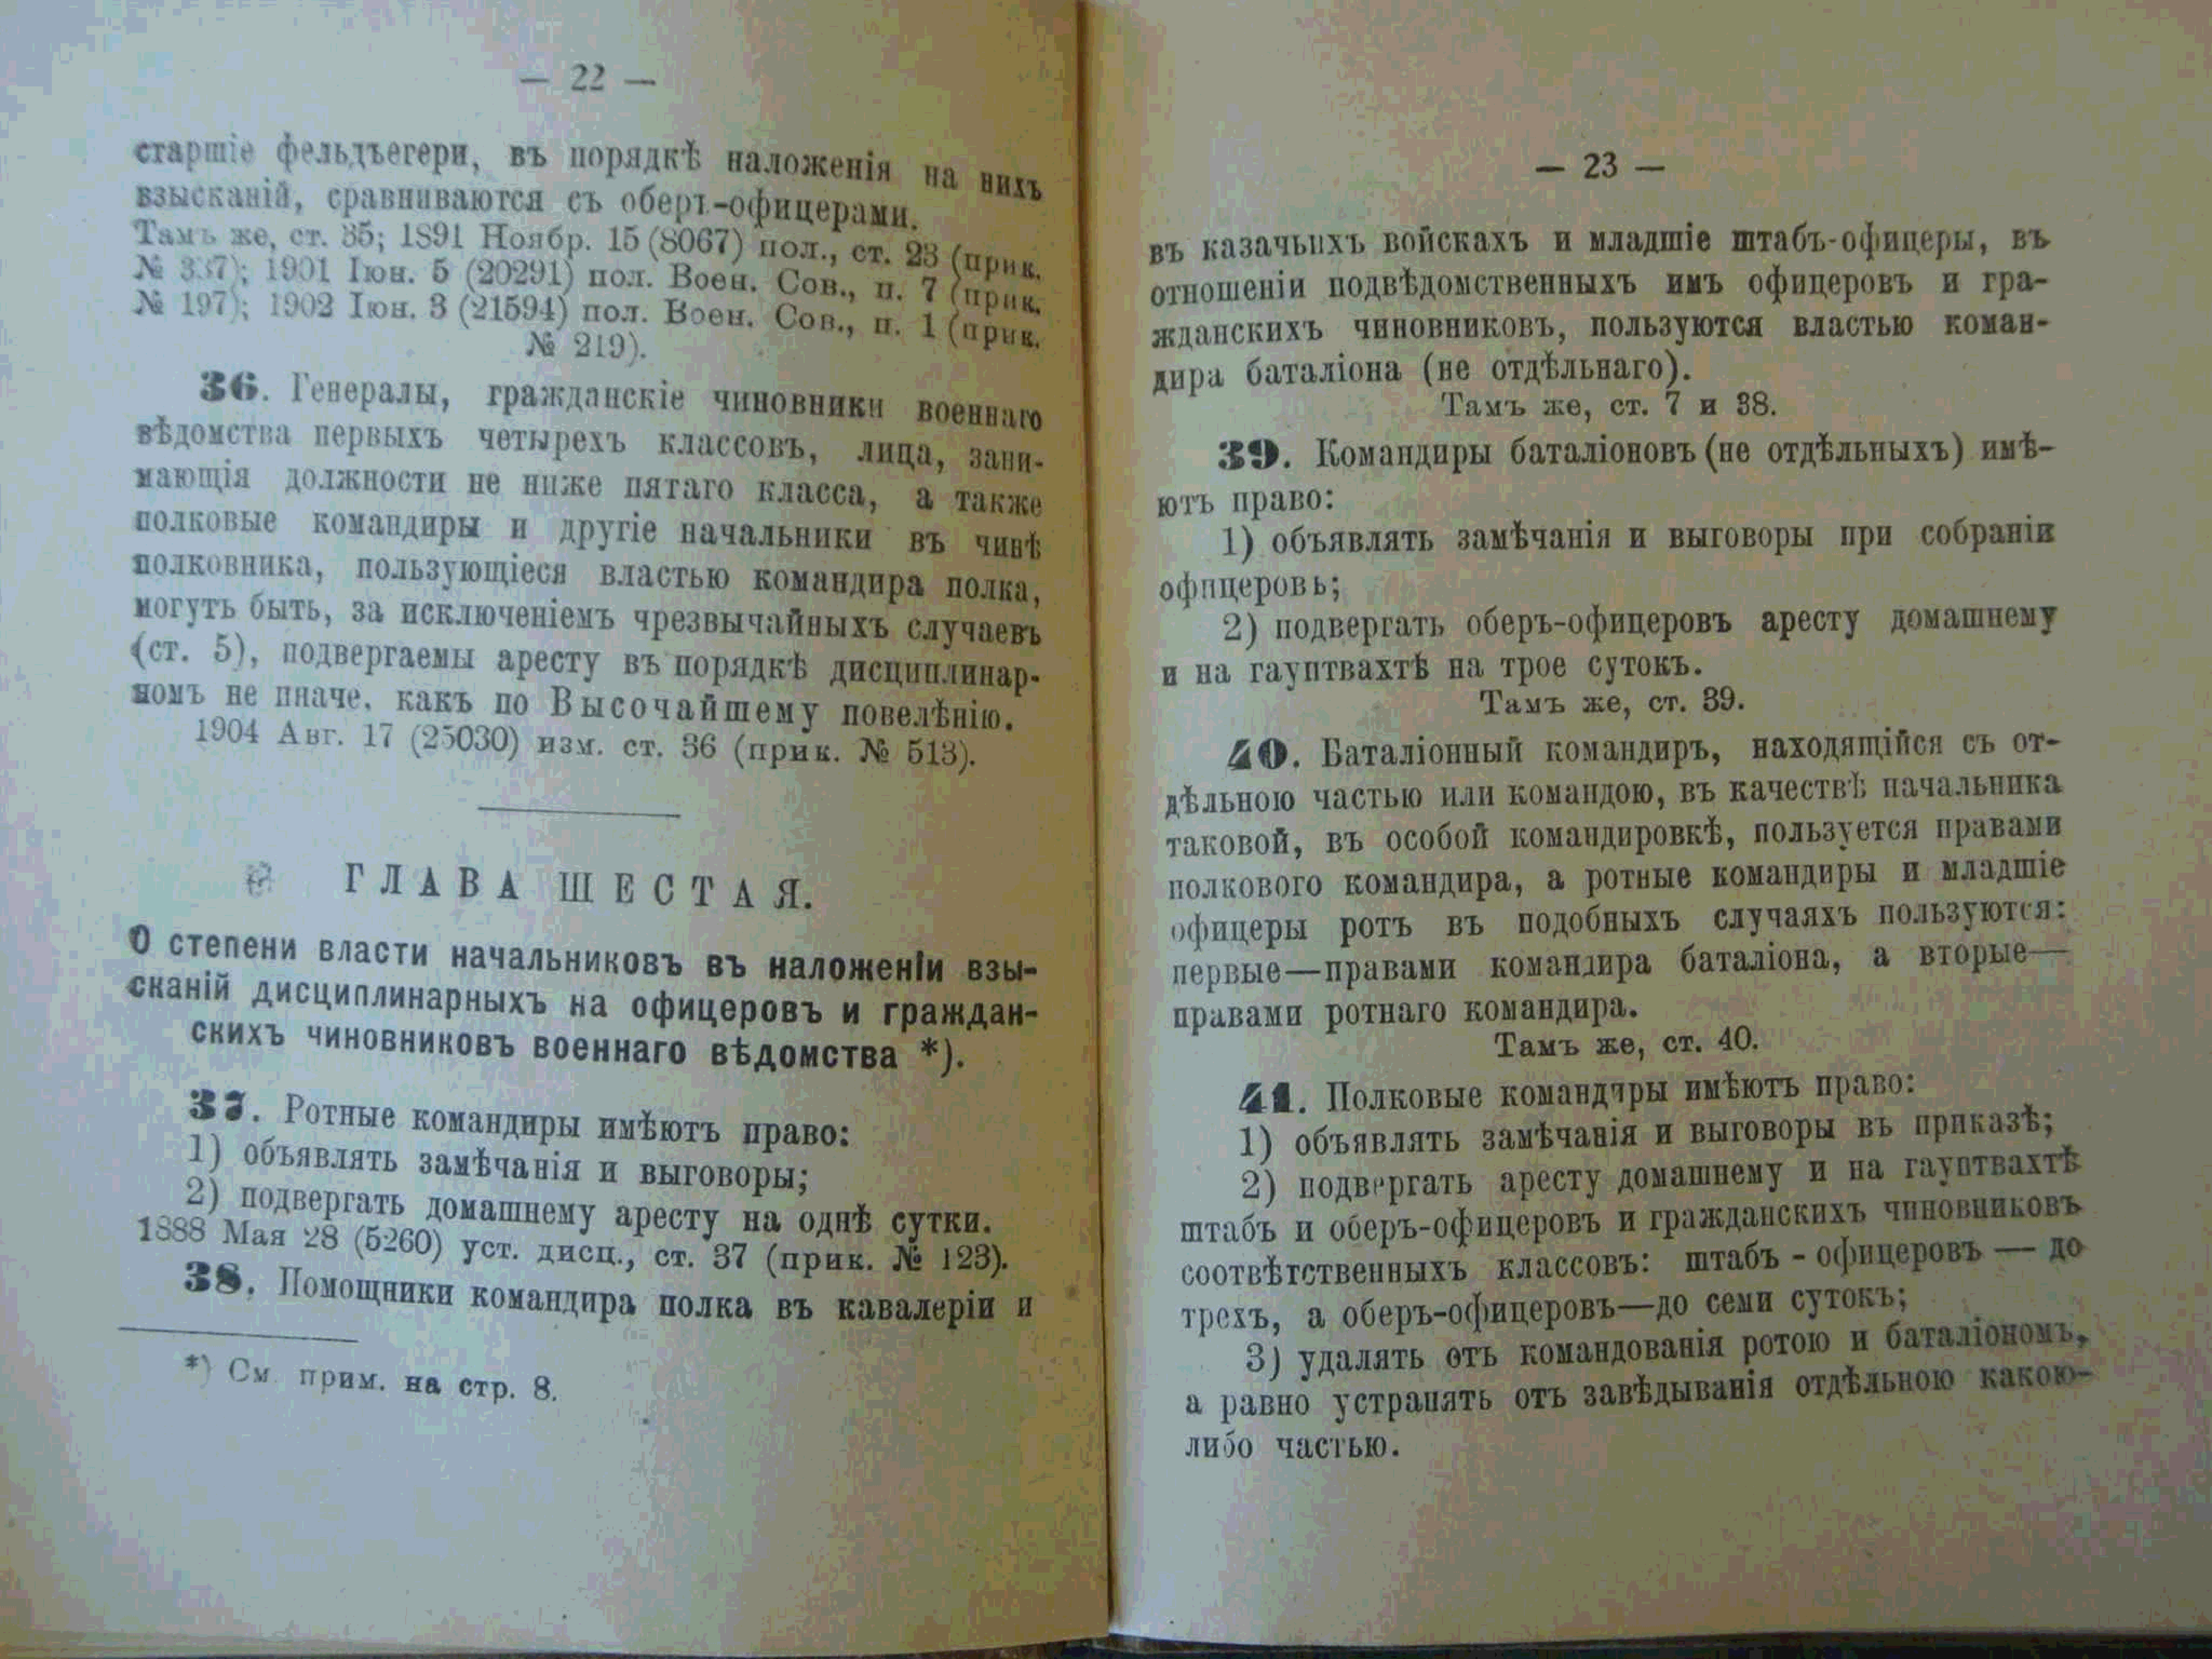 — 22 —
старшіе фельдъегери, въ порядкѣ наложенія на нихъ
взысканій, сравниваются съ оберъ-офицерами.
Тамъ же, ст. 35; 1891 Ноябр. 15 (8067) пол., ст. 23 (прик.
№ 337); 1901 Іюн. 5 (20291) пол. Воен. Сов., п. 7 (прик.
№ 197); 1902 Іюн. 3 (21594) пол. Воен. Сов., п. 1 (прик.
№ 219).
36. Генералы, гражданскіе чиновники военнаго
вѣдомства первыхъ четырехъ классовъ, лица, зани-
мающія должности не ниже пятаго класса, а также
полковые командиры и другіе начальники въ чинѣ
полковника, пользующіеся властью командира полка,
могутъ быть, за исключеніемъ чрезвычайныхъ случаевъ
(ст. 5), подвергаемы аресту въ порядкѣ дисциплинар-
номъ не иначе, какъ по Высочайшему повелѣнію.
1904 Авг. 17 (25030) изм. ст. 36 (прик. № 513).
ГЛАВА ШЕСТАЯ.
О степени власти начальниковъ въ наложеніи взы-
сканій дисциплинарныхъ на офицеровъ и граждан-
скихъ чиновниковъ военнаго вѣдомства *).
37. Ротные командиры имѣютъ право:
1) объявлять замѣчанія и выговоры;
2) подвергать домашнему аресту на однѣ сутки.
1888 Мая 28 (5260) уст. дисц., ст. 37 (прик. № 123).
38. Помощники командира полка въ кавалеріи и
*) См. прим. на стр. 8.
— 23 —
въ казачьихъ войскахъ и младшіе штабъ-офицеры, въ
отношеніи подвѣдомственныхъ имъ офицеровъ и гра-
жданскихъ чиновниковъ, пользуются властью коман-
дира баталіона (не отдѣльнаго).
Тамъ же, ст. 7 и 38.
39. Командиры баталіоновъ (не отдѣльныхъ) имѣ-
ютъ право:
1) объявлять замѣчанія и выговоры при собраніи
офицеровъ;
2) подвергать оберъ-офицеровъ аресту домашнему
и на гауптвахтѣ на трое сутокъ.
Тамъ же, ст. 39.
40. Баталіонный командиръ, находящійся съ от-
дѣльною частью или командою, въ качествѣ начальника
таковой, въ особой командировкѣ, пользуется правами
полкового командира, а ротные командиры и младшіе
офицеры ротъ въ подобныхъ случаяхъ пользуются:
первые—правами командира баталіона, а вторые—
правами ротнаго командира.
Тамъ же, ст. 40.
41. Полковые командиры имѣютъ право:
1) объявлять замѣчанія и выговоры въ приказѣ;
2) подвергать аресту домашнему и на гауптвахтѣ
штабъ и оберъ-офицеровъ и гражданскихъ чиновниковъ
соотвѣтственныхъ классовъ: штабъ - офицеровъ — до
трехъ, а оберъ-офицеровъ—до семи сутокъ;
3) удалять отъ командованія ротою и баталіономъ,
а равно устранять отъ завѣдыванія отдѣльною какою-
либо частью.